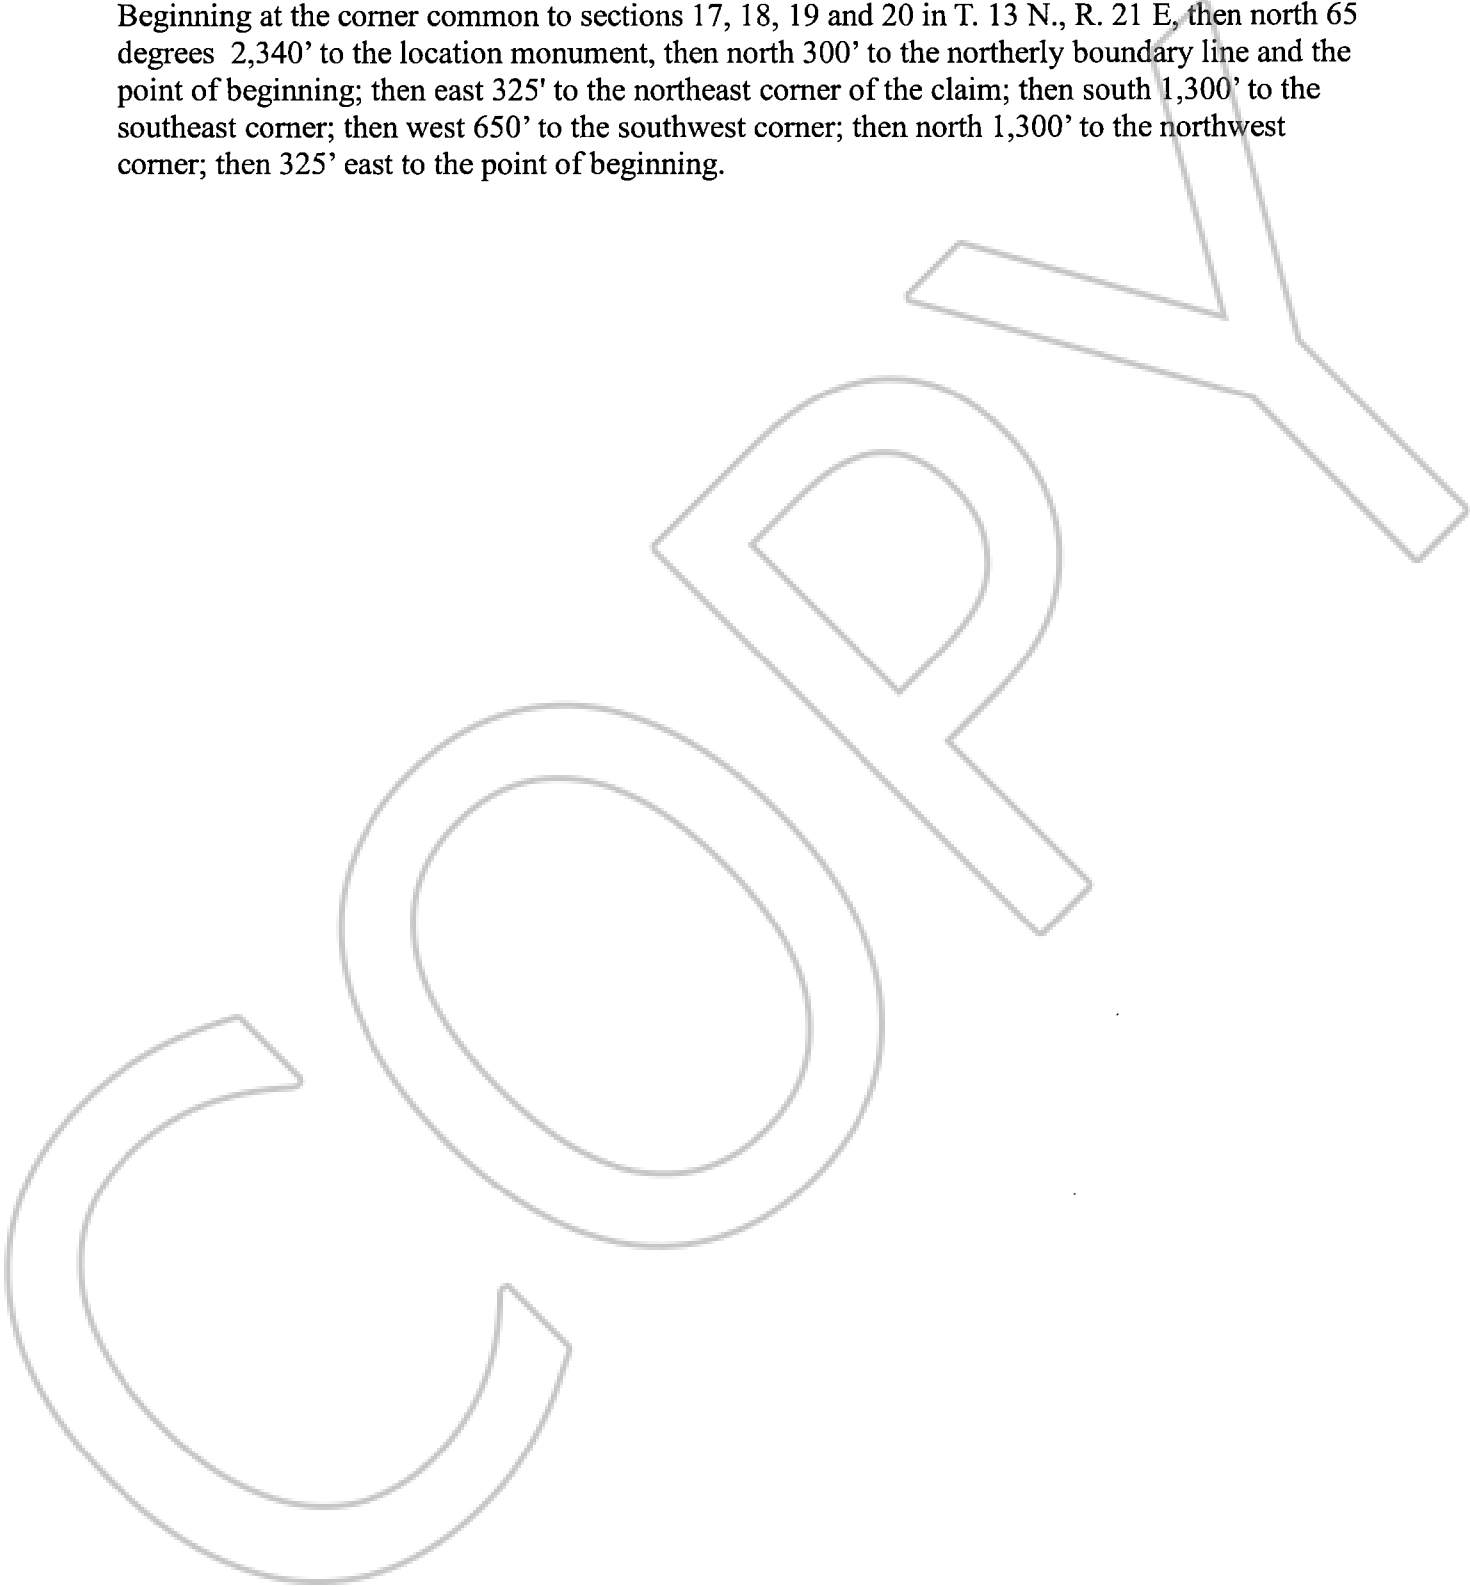 Beginning at the corner common to sections 17, 18, 19 and 20 in T. 13 N., R. 21 E, then north 65
degrees  2,340’ to the location monument, then north 300’ to the northerly boundary line and the
point of beginning; then east 325' to the northeast corner of the claim; then south 1,300’ to the
southeast corner; then west 650’ to the southwest corner; then north 1,300’ to the northwest
corner; then 325’ east to the point of beginning.
COPY